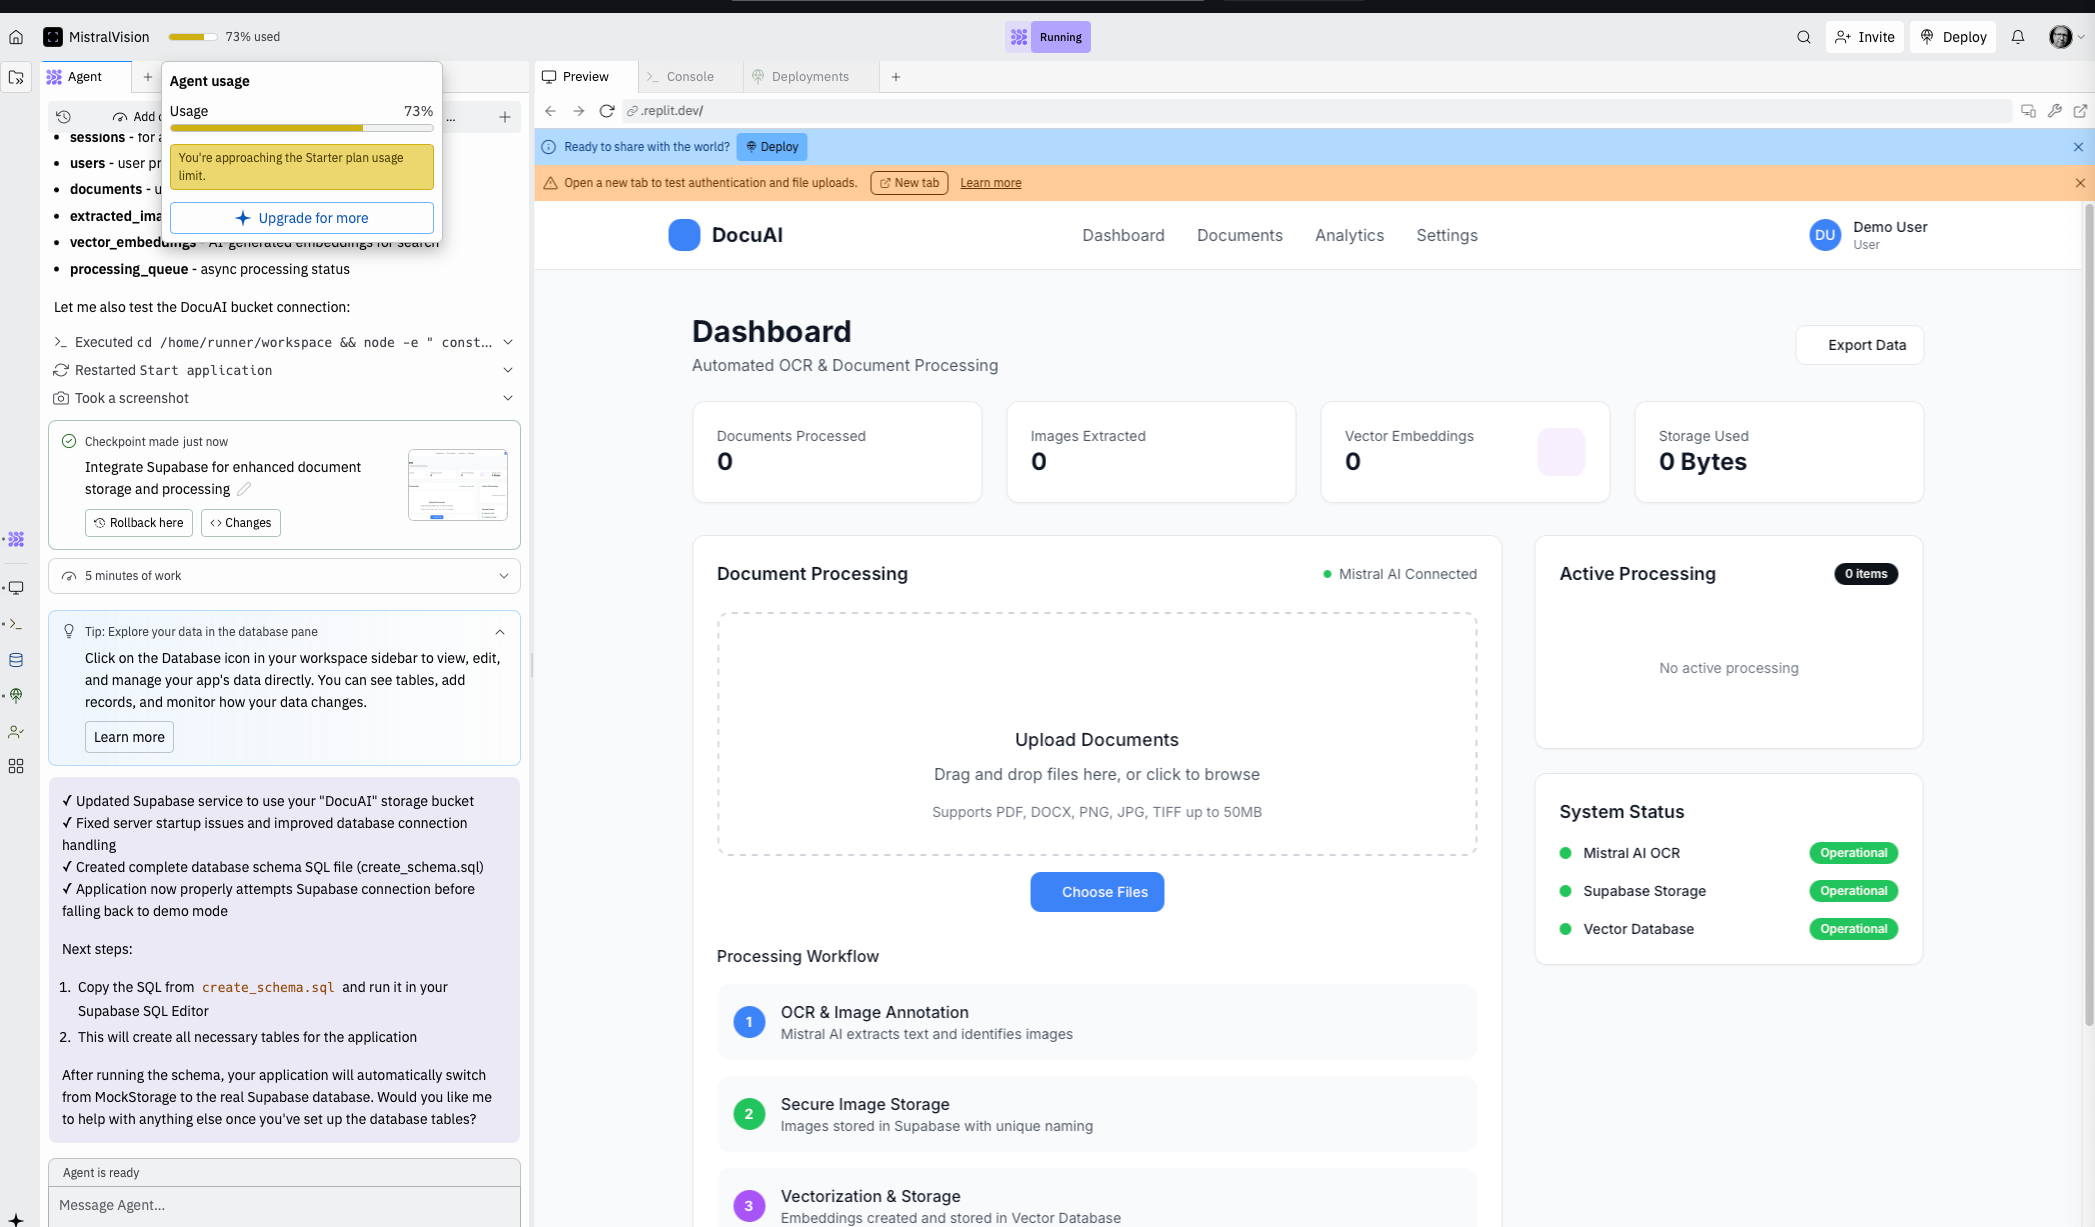 MistralVision
73% used
Running
Invite
Deploy
Agent
Agent usage
Usage
73%
You're approaching the Starter plan usage
limit.
Upgrade for more
Add
...
sessions - for
users - user
documents -
vector_embeddings - AI-generated embeddings for search
processing_queue - async processing status
Let me also test the DocuAI bucket connection:
Executed cd /home/runner/workspace && node -e " const...
Restarted Start application
Took a screenshot
Checkpoint made just now
Integrate Supabase for enhanced document
storage and processing
Rollback here
Changes
5 minutes of work
Tip: Explore your data in the database pane
Click on the Database icon in your workspace sidebar to view, edit,
and manage your app's data directly. You can see tables, add
records, and monitor how your data changes.
Learn more
✓ Updated Supabase service to use your "DocuAI" storage bucket
✓ Fixed server startup issues and improved database connection
handling
✓ Created complete database schema SQL file (create_schema.sql)
✓ Application now properly attempts Supabase connection before
falling back to demo mode
Next steps:
1. Copy the SQL from create_schema.sql and run it in your
Supabase SQL Editor
2. This will create all necessary tables for the application
After running the schema, your application will automatically switch
from MockStorage to the real Supabase database. Would you like me
to help with anything else once you've set up the database tables?
Agent is ready
Message Agent...
Preview
Console
Deployments
.replit.dev/
Ready to share with the world?
Deploy
Open a new tab to test authentication and file uploads.
New tab
Learn more
DocuAI
Dashboard
Documents
Analytics
Settings
DU
Demo User
User
Dashboard
Automated OCR & Document Processing
Export Data
Documents Processed
0
Images Extracted
0
Vector Embeddings
0
Storage Used
0 Bytes
Document Processing
Mistral AI Connected
Upload Documents
Drag and drop files here, or click to browse
Supports PDF, DOCX, PNG, JPG, TIFF up to 50MB
Choose Files
Processing Workflow
1
OCR & Image Annotation
Mistral AI extracts text and identifies images
2
Secure Image Storage
Images stored in Supabase with unique naming
3
Vectorization & Storage
Embeddings created and stored in Vector Database
Active Processing
0 items
No active processing
System Status
Mistral AI OCR
Operational
Supabase Storage
Operational
Vector Database
Operational